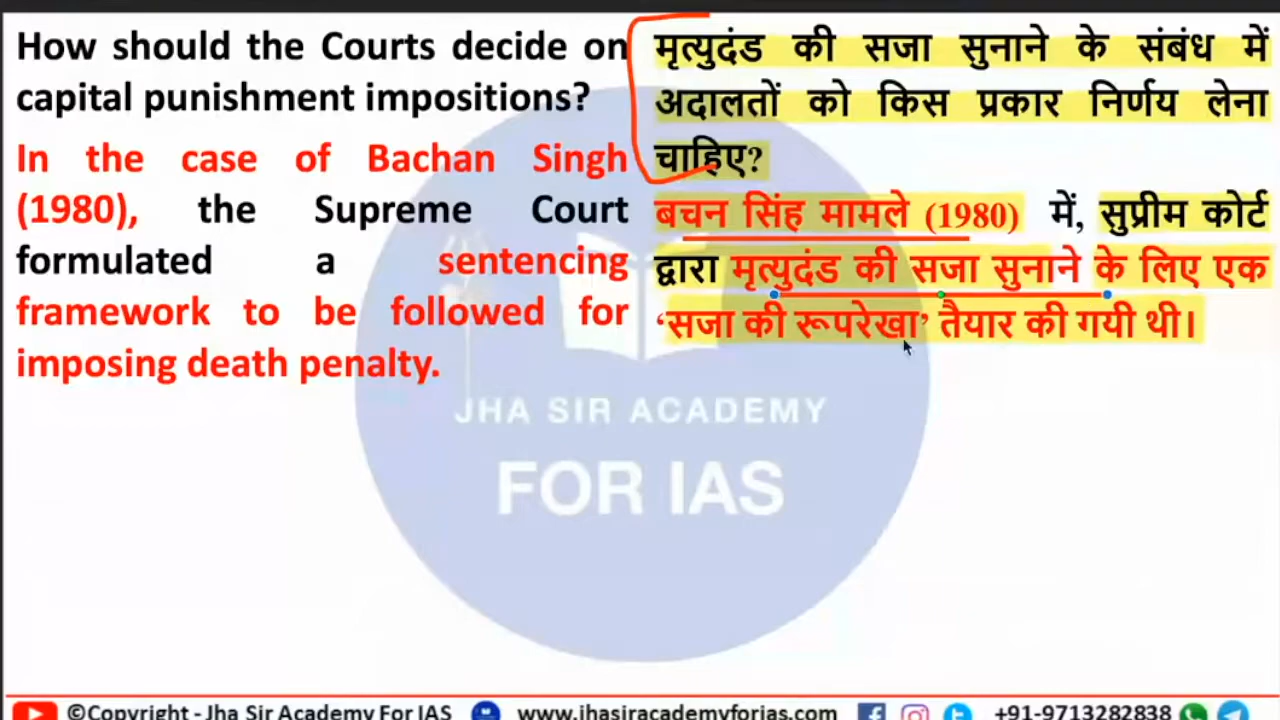 How should the Courts decide on
capital punishment impositions?
In the case of Bachan Singh
(1980), the Supreme Court
formulated a sentencing
framework to be followed for
imposing death penalty.
मृत्युदंड की सजा सुनाने के संबंध में
अदालतों को किस प्रकार निर्णय लेना
चाहिए?
बचन सिंह मामले (1980) में, सुप्रीम कोर्ट
द्वारा मृत्युदंड की सजा सुनाने के लिए एक
‘सजा की रूपरेखा’ तैयार की गयी थी।
JHA SIR ACADEMY
FOR IAS
©Copyright - Jha Sir Academy For IAS www.jhasiracademyforias.com +91-9713282838